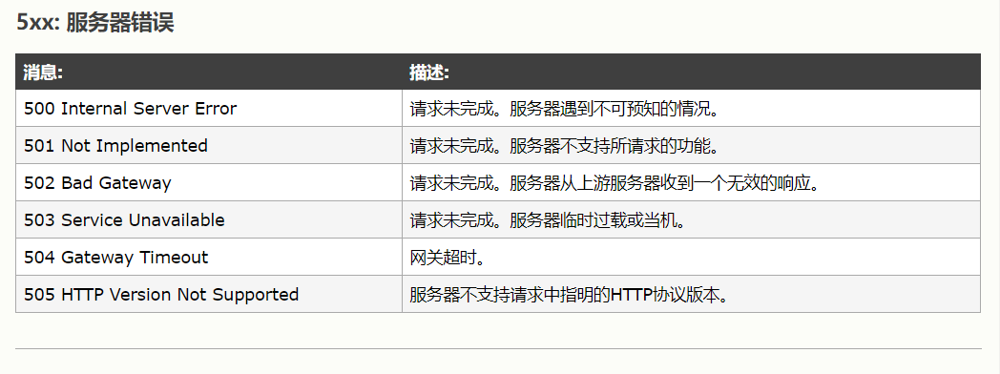 5xx: 服务器错误
消息: 描述:
500 Internal Server Error 请求未完成。服务器遇到不可预知的情况。
501 Not Implemented 请求未完成。服务器不支持所请求的功能。
502 Bad Gateway 请求未完成。服务器从上游服务器收到一个无效的响应。
503 Service Unavailable 请求未完成。服务器临时过载或当机。
504 Gateway Timeout 网关超时。
505 HTTP Version Not Supported 服务器不支持请求中指明的HTTP协议版本。